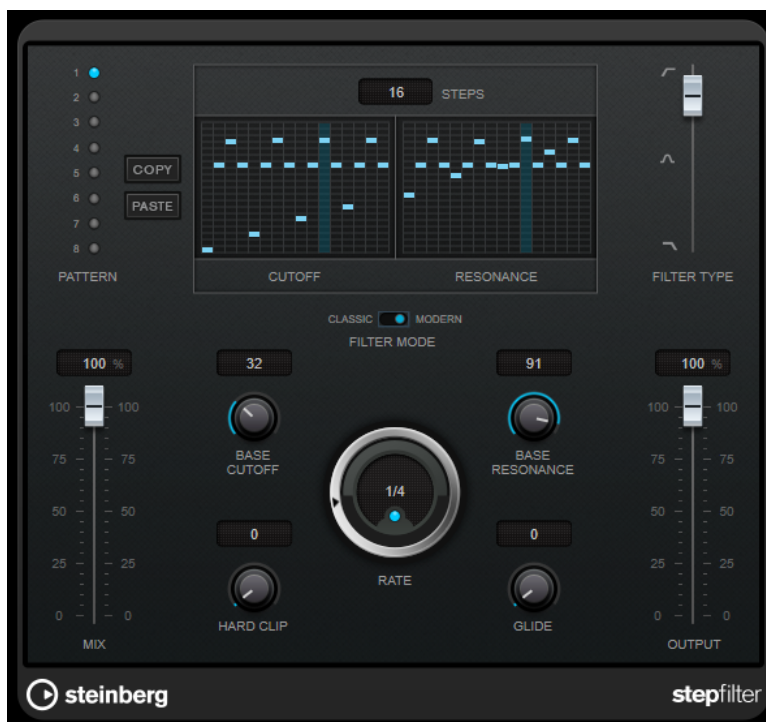 1
2
3
4
5
6
7
8
PATTERN
COPY
PASTE
16 STEPS
CUTOFF RESONANCE
FILTER TYPE
CLASSIC MODERN
FILTER MODE
100 %
100 100
75 75
50 50
25 25
0 0
MIX
32
BASE
CUTOFF
0
HARD CLIP
1/4
RATE
91
BASE
RESONANCE
0
GLIDE
100 %
100 100
75 75
50 50
25 25
0 0
OUTPUT
steinberg
stepfilter